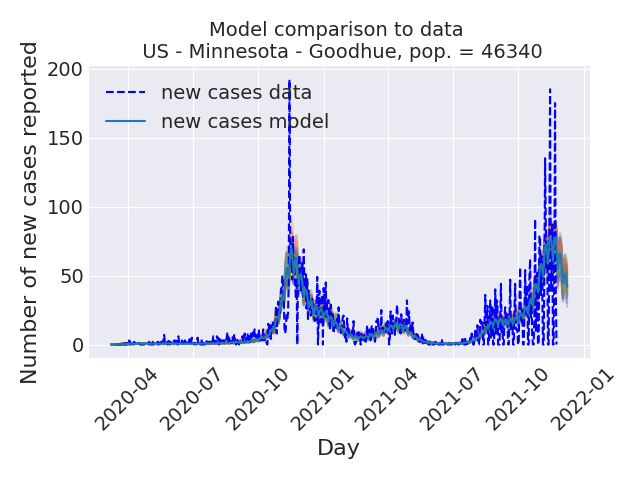 Model comparison to data
US - Minnesota - Goodhue, pop. = 46340
Number of new cases reported
200
150
100
50
0
new cases data
new cases model
2020-04
2020-07
2020-10
2021-01
2021-04
2021-07
2021-10
2022-01
Day